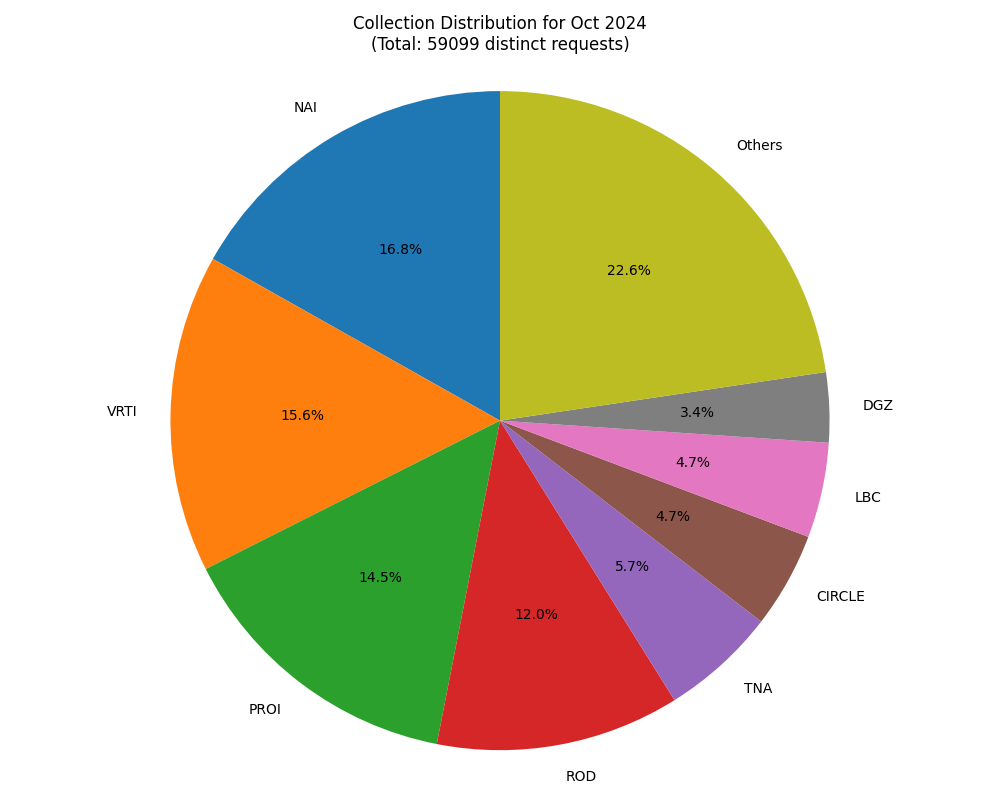 Collection Distribution for Oct 2024
(Total: 59099 distinct requests)
NAI
16.8%
VRTI
15.6%
PROI
14.5%
ROD
12.0%
TNA
5.7%
CIRCLE
4.7%
LBC
4.7%
DGZ
3.4%
Others
22.6%